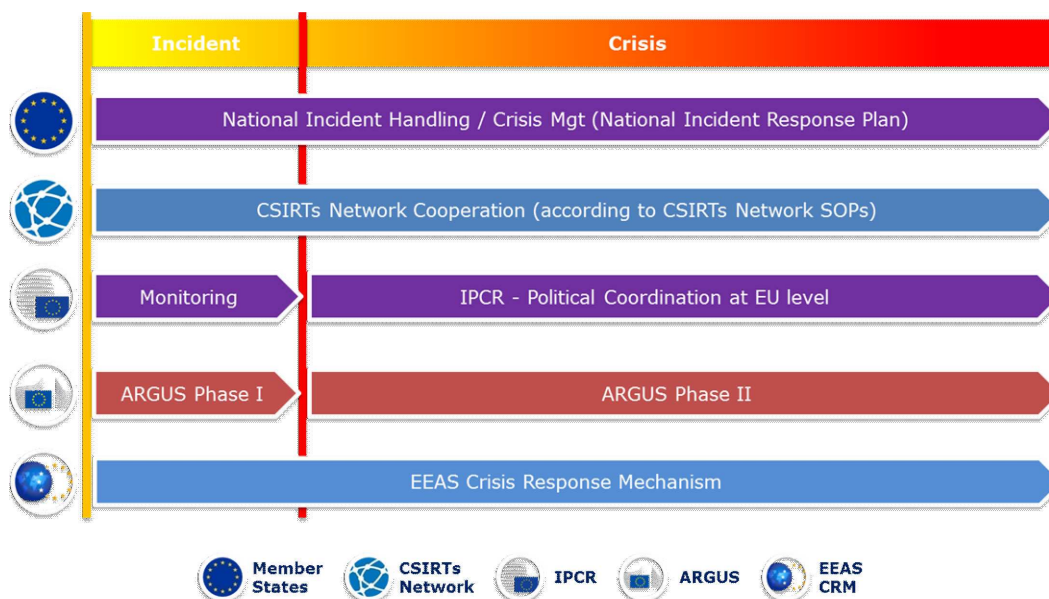 Incident
Crisis
National Incident Handling / Crisis Mgt (National Incident Response Plan)
CSIRTs Network Cooperation (according to CSIRTs Network SOPs)
Monitoring
IPCR - Political Coordination at EU level
ARGUS Phase I
ARGUS Phase II
EEAS Crisis Response Mechanism
Member
States
CSIRTs
Network
IPCR
ARGUS
EEAS
CRM